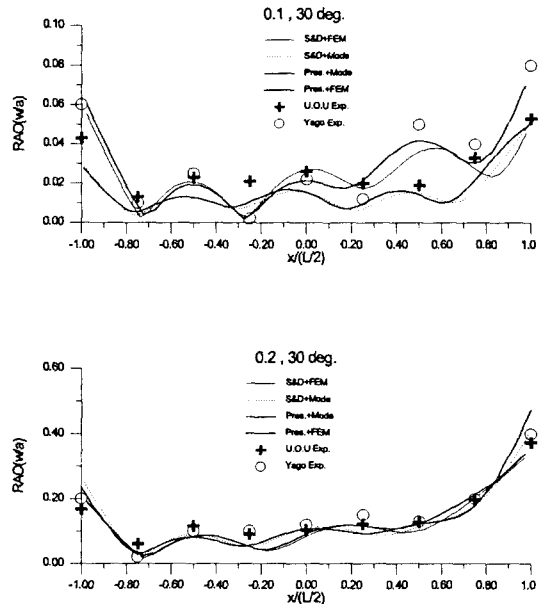 0.1 , 30 deg.
S&D+FEM
S&D+Mode
Pres.+Mode
Pres.+FEM
U.O.U Exp.
Yago Exp.
RAO(w/a)
0.10
0.08
0.06
0.04
0.02
0.00
-1.00 -0.80 -0.60 -0.40 -0.20 0.00 0.20 0.40 0.60 0.80 1.0
x/(L/2)
0.2 , 30 deg.
S&D+FEM
S&D+Mode
Pres.+Mode
Pres.+FEM
U.O.U Exp.
Yago Exp.
RAO(w/a)
0.60
0.40
0.20
0.00
-1.00 -0.80 -0.60 -0.40 -0.20 0.00 0.20 0.40 0.60 0.80 1.0
x/(L/2)